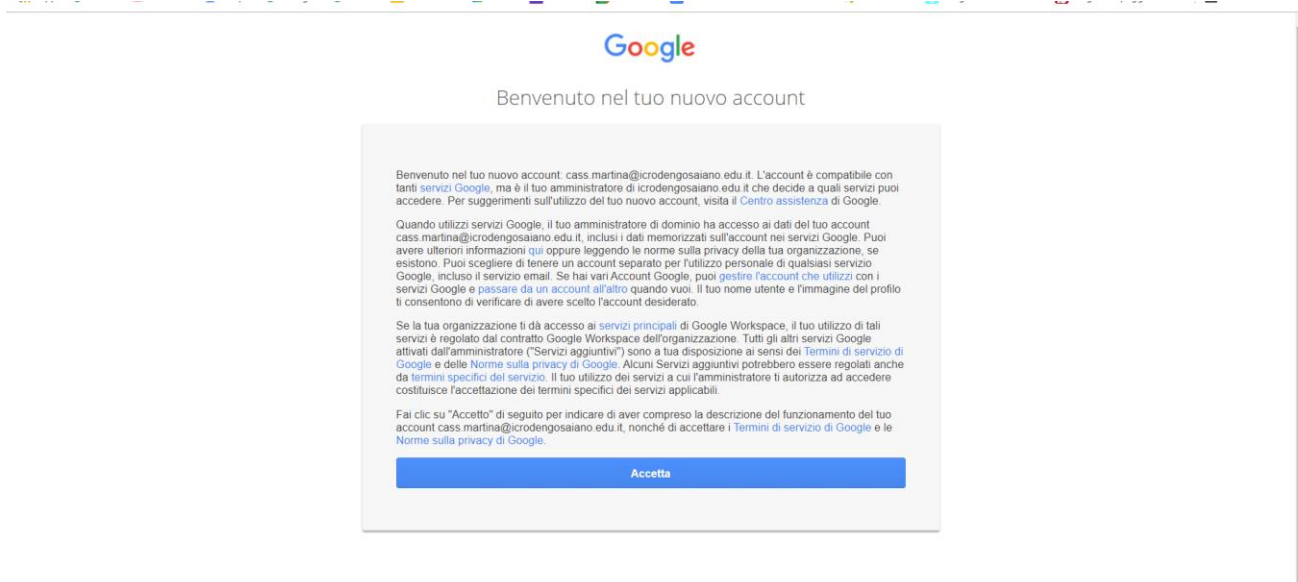 Google
Benvenuto nel tuo nuovo account
Benvenuto nel tuo nuovo account: cass.martina@icrodengosaiano.edu.it. L'account è compatibile con
tanti servizi Google, ma è il tuo amministratore di icrodengosaiano.edu.it che decide a quali servizi puoi
accedere. Per suggerimenti sull'utilizzo del tuo nuovo account, visita il Centro assistenza di Google.
Quando utilizzi servizi Google, il tuo amministratore di dominio ha accesso ai dati del tuo account
cass.martina@icrodengosaiano.edu.it, inclusi i dati memorizzati sull'account nei servizi Google. Puoi
avere ulteriori informazioni qui oppure leggendo le norme sulla privacy della tua organizzazione, se
esistono. Puoi scegliere di tenere un account separato per l'utilizzo personale di qualsiasi servizio
Google, incluso il servizio email. Se hai vari Account Google, puoi gestire l'account che utilizzi con i
servizi Google e passare da un account all'altro quando vuoi. Il tuo nome utente e l'immagine del profilo
ti consentono di verificare di avere scelto l'account desiderato.
Se la tua organizzazione ti dà accesso ai servizi principali di Google Workspace, il tuo utilizzo di tali
servizi è regolato dal contratto Google Workspace dell'organizzazione. Tutti gli altri servizi Google
attivati dall'amministratore ("Servizi aggiuntivi") sono a tua disposizione ai sensi dei Termini di servizio di
Google e delle Norme sulla privacy di Google. Alcuni Servizi aggiuntivi potrebbero essere regolati anche
da termini specifici del servizio. Il tuo utilizzo dei servizi a cui l'amministratore ti autorizza ad accedere
costituisce l'accettazione dei termini specifici dei servizi applicabili.
Fai clic su "Accetto" di seguito per indicare di aver compreso la descrizione del funzionamento del tuo
account cass.martina@icrodengosaiano.edu.it, nonché di accettare i Termini di servizio di Google e le
Norme sulla privacy di Google.
Accetta